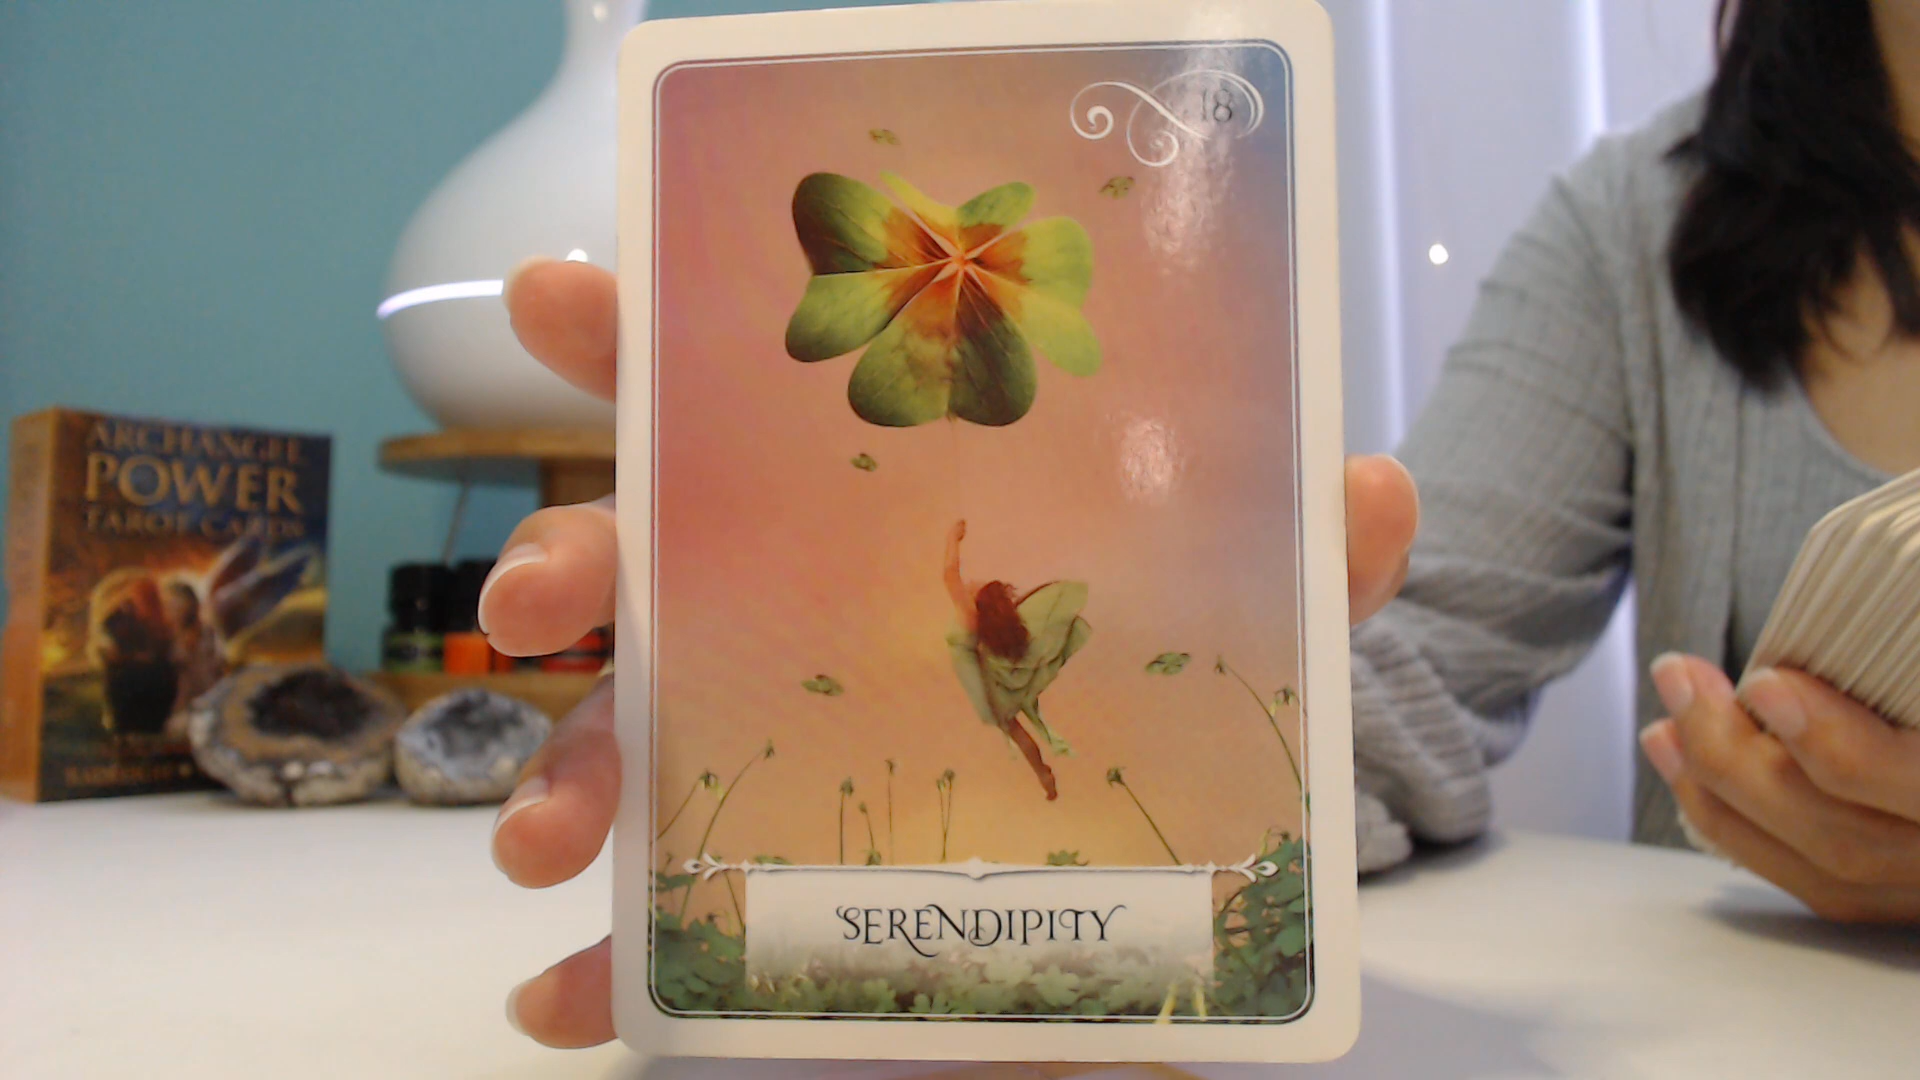 18
SERENDIPITY
ARCHANGEL
POWER
TAROT CARDS